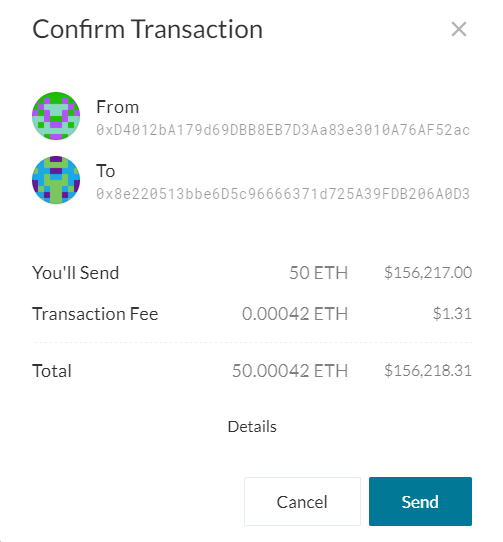 Confirm Transaction
From
0xD4012bA179d69DBB8EB7D3Aa83e3010A76AF52ac
To
0x8e220513bbe6D5c96666371d725A39FDB206A0D3
You'll Send 50 ETH $156,217.00
Transaction Fee 0.00042 ETH $1.31
Total 50.00042 ETH $156,218.31
Details
Cancel Send